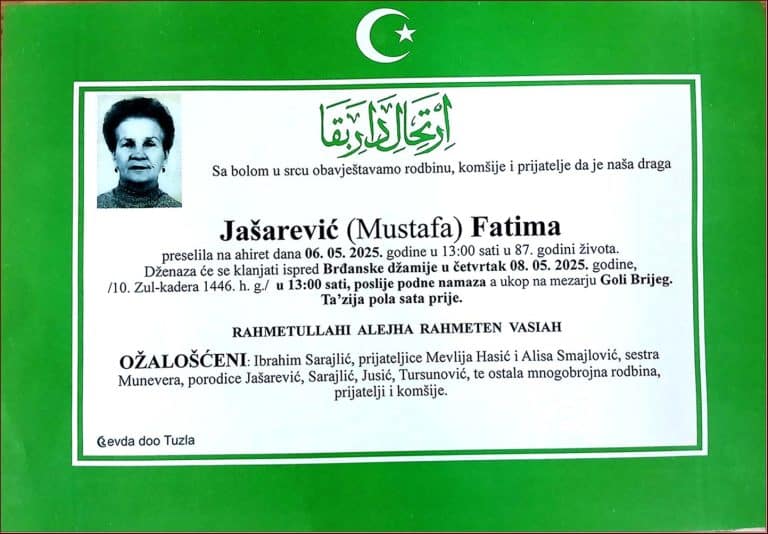 إرتحال دار بقا
Sa bolom u srcu obavještavamo rodbinu, komšije i prijatelje da je naša draga
Jašarević (Mustafa) Fatima
preselila na ahiret dana 06. 05. 2025. godine u 13:00 sati u 87. godini života.
Dženaza će se klanjati ispred Brđanske džamije u četvrtak 08. 05. 2025. godine,
/10. Zul-kadera 1446. h. g./ u 13:00 sati, poslije podne namaza a ukop na mezarju Goli Brijeg.
Ta'zija pola sata prije.
RAHMETULLAHI ALEJHA RAHMETEN VASIAH
OŽALOŠĆENI: Ibrahim Sarajlić, prijateljice Mevlija Hasić i Alisa Smajlović, sestra
Munevera, porodice Jašarević, Sarajlić, Jusić, Tursunović, te ostala mnogobrojna rodbina,
prijatelji i komšije.
evda doo Tuzla